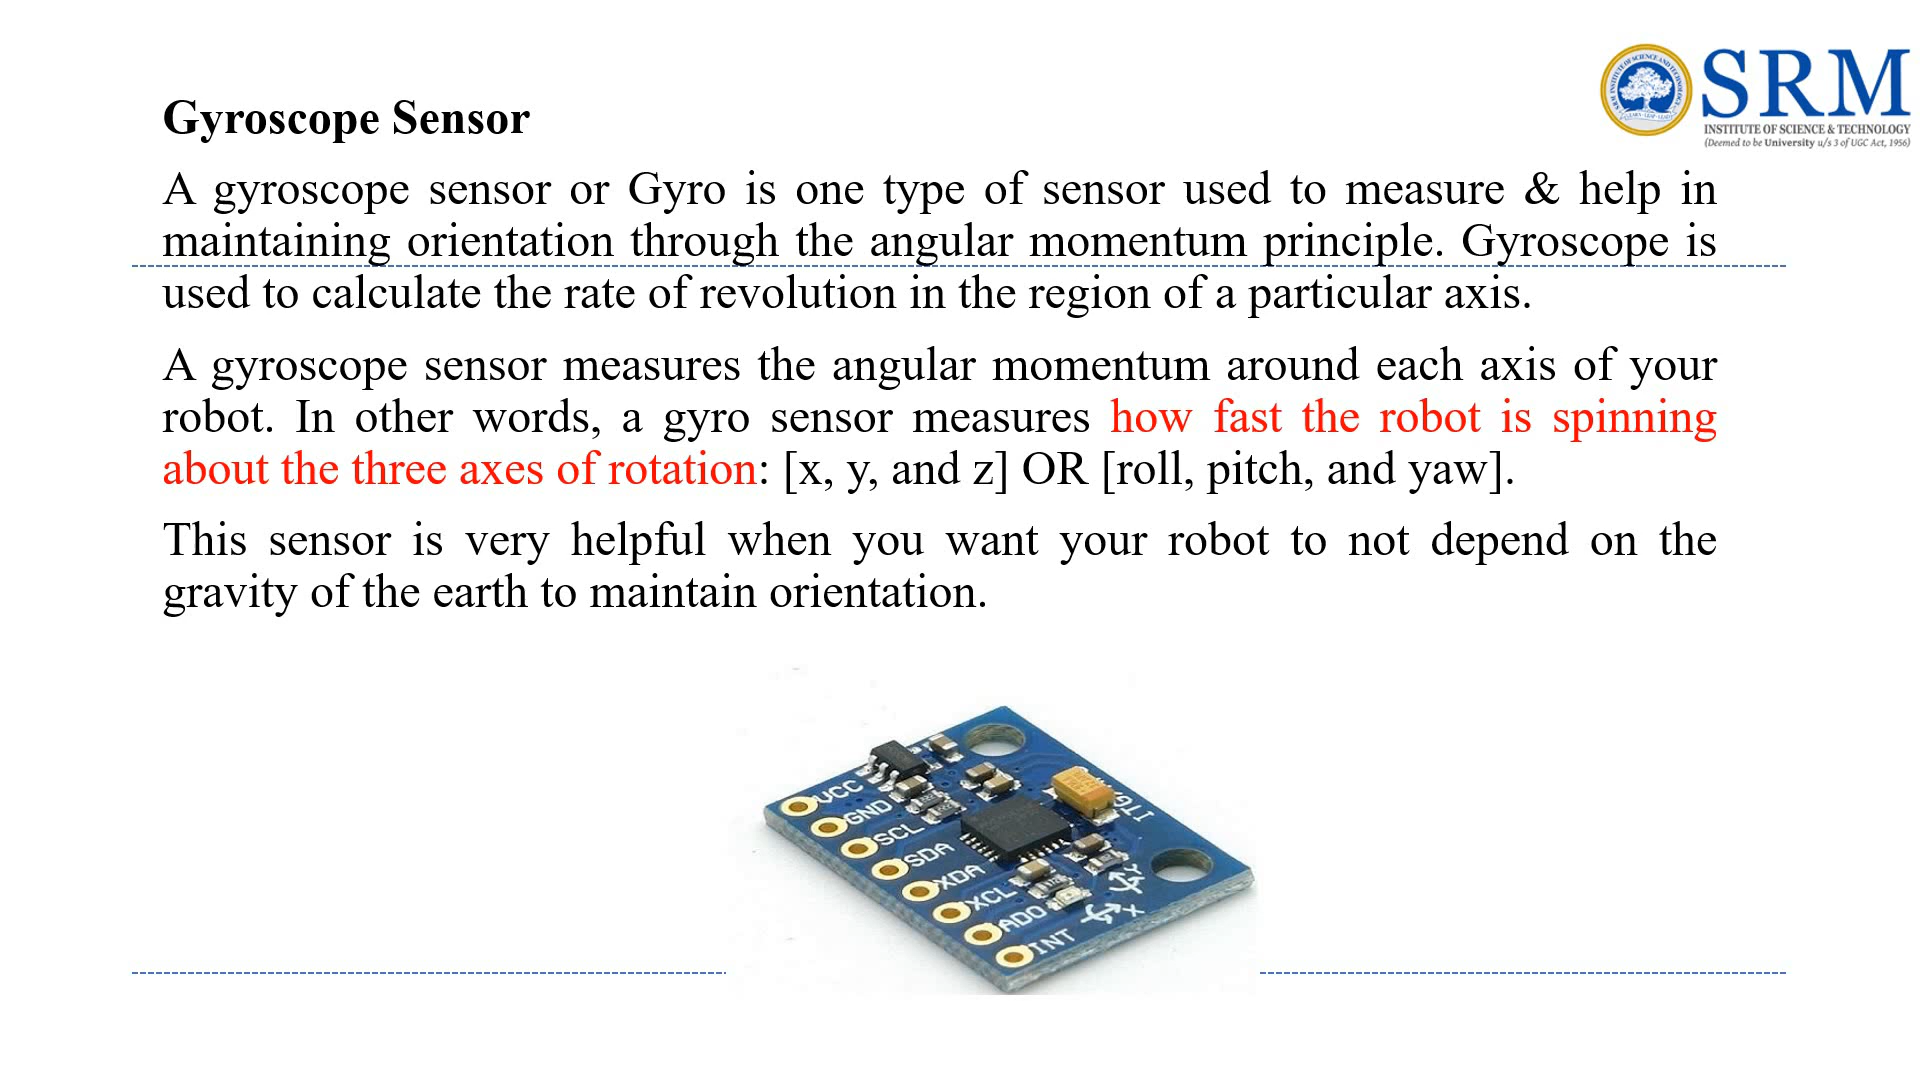 SRM
INSTITUTE OF SCIENCE & TECHNOLOGY
(Deemed to be University u/s 3 of UGC Act, 1956)
Gyroscope Sensor
A gyroscope sensor or Gyro is one type of sensor used to measure & help in
maintaining orientation through the angular momentum principle. Gyroscope is
used to calculate the rate of revolution in the region of a particular axis.
A gyroscope sensor measures the angular momentum around each axis of your
robot. In other words, a gyro sensor measures how fast the robot is spinning
about the three axes of rotation: [x, y, and z] OR [roll, pitch, and yaw].
This sensor is very helpful when you want your robot to not depend on the
gravity of the earth to maintain orientation.
VCC
GND
SCL
SDA
XDA
XCL
ADO
INT
ITG
Y
X